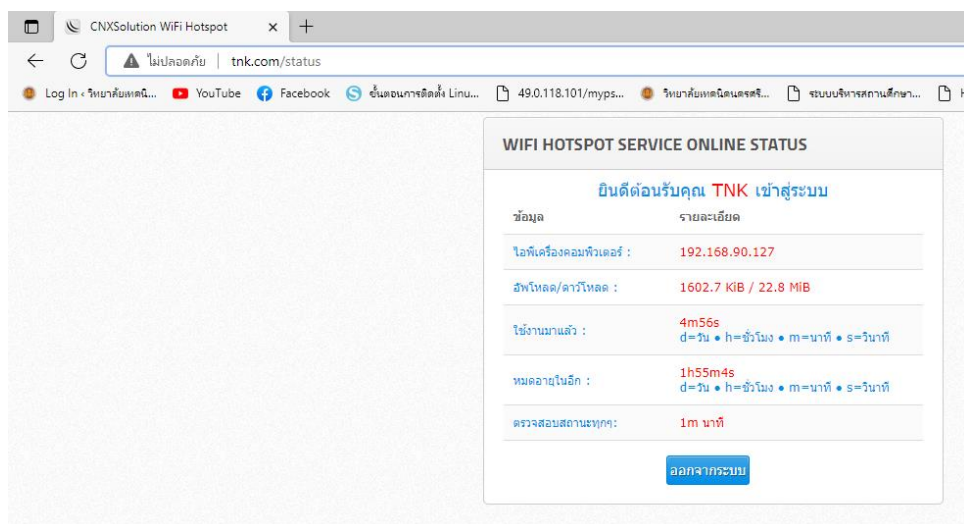 CNXSolution WiFi Hotspot
ไม่ปลอดภัย | tnk.com/status
Log In ‹ วิทยาลัยเทคนิ... YouTube Facebook ขั้นตอนการติดตั้ง Linu... 49.0.118.101/myps... วิทยาลัยเทคนิคนครศรี... ระบบบริหารสถานศึกษา...
WIFI HOTSPOT SERVICE ONLINE STATUS
ยินดีต้อนรับคุณ TNK เข้าสู่ระบบ
ข้อมูล รายละเอียด
ไอพีเครื่องคอมพิวเตอร์ : 192.168.90.127
อัพโหลด/ดาว์โหลด : 1602.7 KiB / 22.8 MiB
ใช้งานมาแล้ว : 4m56s
d=วัน ● h=ชั่วโมง ● m=นาที ● s=วินาที
หมดอายุในอีก : 1h55m4s
d=วัน ● h=ชั่วโมง ● m=นาที ● s=วินาที
ตรวจสอบสถานะทุกๆ: 1m นาที
ออกจากระบบ